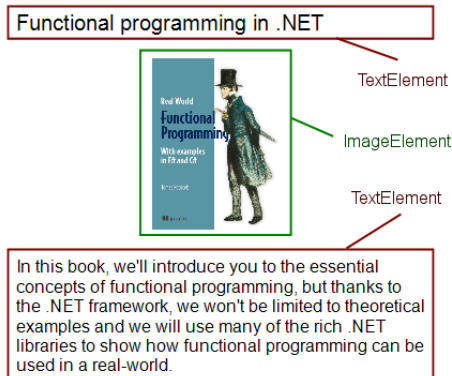 Functional programming in .NET
TextElement
Real World
Functional
Programming
With examples
in F# and C#
ImageElement
TextElement
In this book, we'll introduce you to the essential
concepts of functional programming, but thanks to
the .NET framework, we won't be limited to theoretical
examples and we will use many of the rich .NET
libraries to show how functional programming can be
used in a real-world.